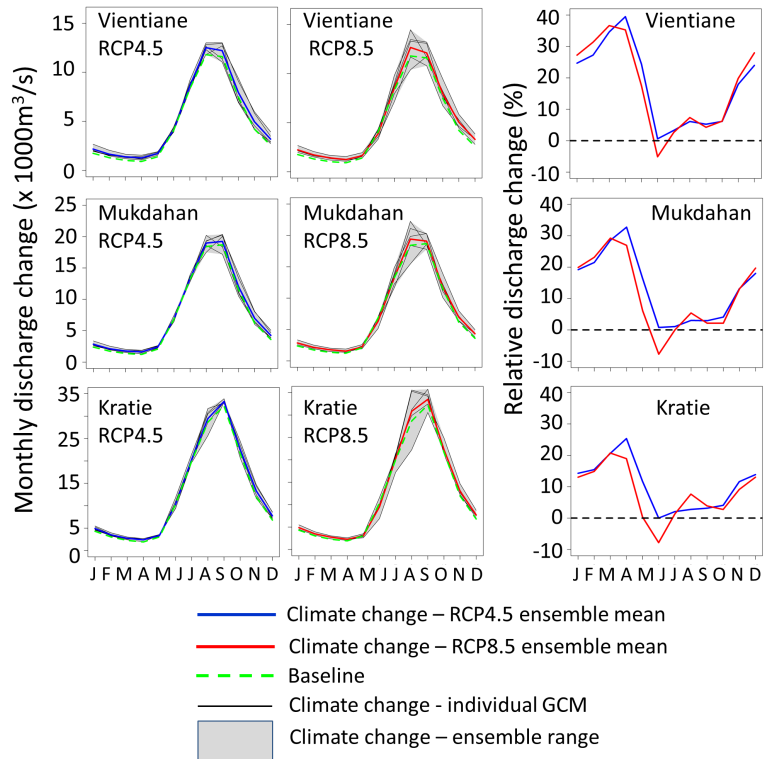 Monthly discharge change (x 1000m³/s)
Vientiane
RCP4.5
15
10
5
0
Vientiane
RCP8.5
Relative discharge change (%)
Vientiane
40
30
20
10
0
-10
Mukdahan
RCP4.5
25
20
15
10
5
0
Mukdahan
RCP8.5
Mukdahan
40
30
20
10
0
-10
Kratie
RCP4.5
35
25
15
5
0
Kratie
RCP8.5
Kratie
40
30
20
10
0
-10
J F M A M J J A S O N D
J F M A M J J A S O N D
J F M A M J J A S O N D
Climate change – RCP4.5 ensemble mean
Climate change – RCP8.5 ensemble mean
Baseline
Climate change - individual GCM
Climate change – ensemble range